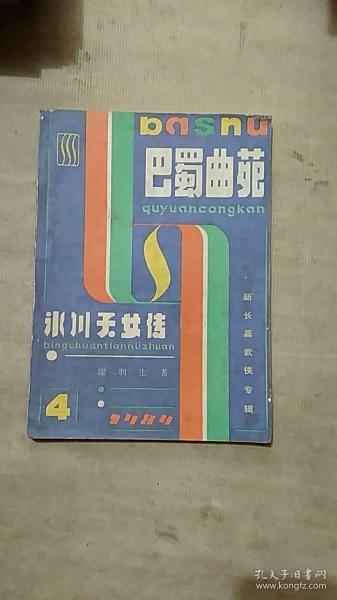 bashu
巴蜀曲苑
quyuancongkan
冰川天女传
bingchuantiannüzhuan
梁羽生著
新长篇武侠专辑
4
1984
孔夫子旧书网
www.kongfz.com